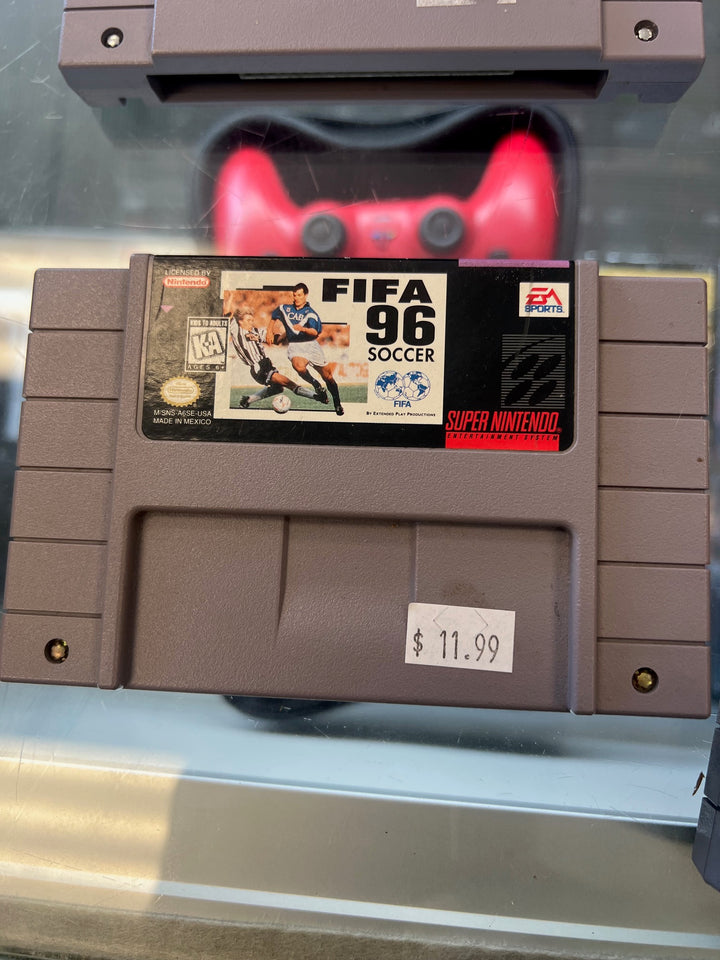 LICENSED BY
Nintendo
KIDS TO ADULTS
KA
AGES 6+
M/SNS-A6SE-USA
MADE IN MEXICO
FIFA
96
SOCCER
FIFA
BY EXTENDED PLAY PRODUCTIONS
EA
SPORTS
SUPER NINTENDO
ENTERTAINMENT SYSTEM
$ 11.99